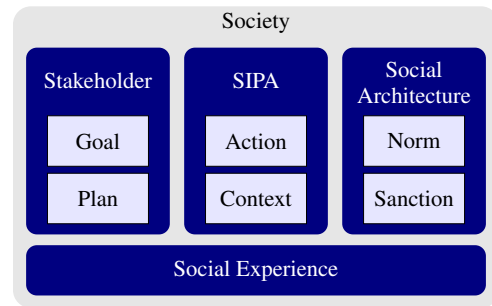 Society
Stakeholder
Goal
Plan
SIPA
Action
Context
Social
Architecture
Norm
Sanction
Social Experience